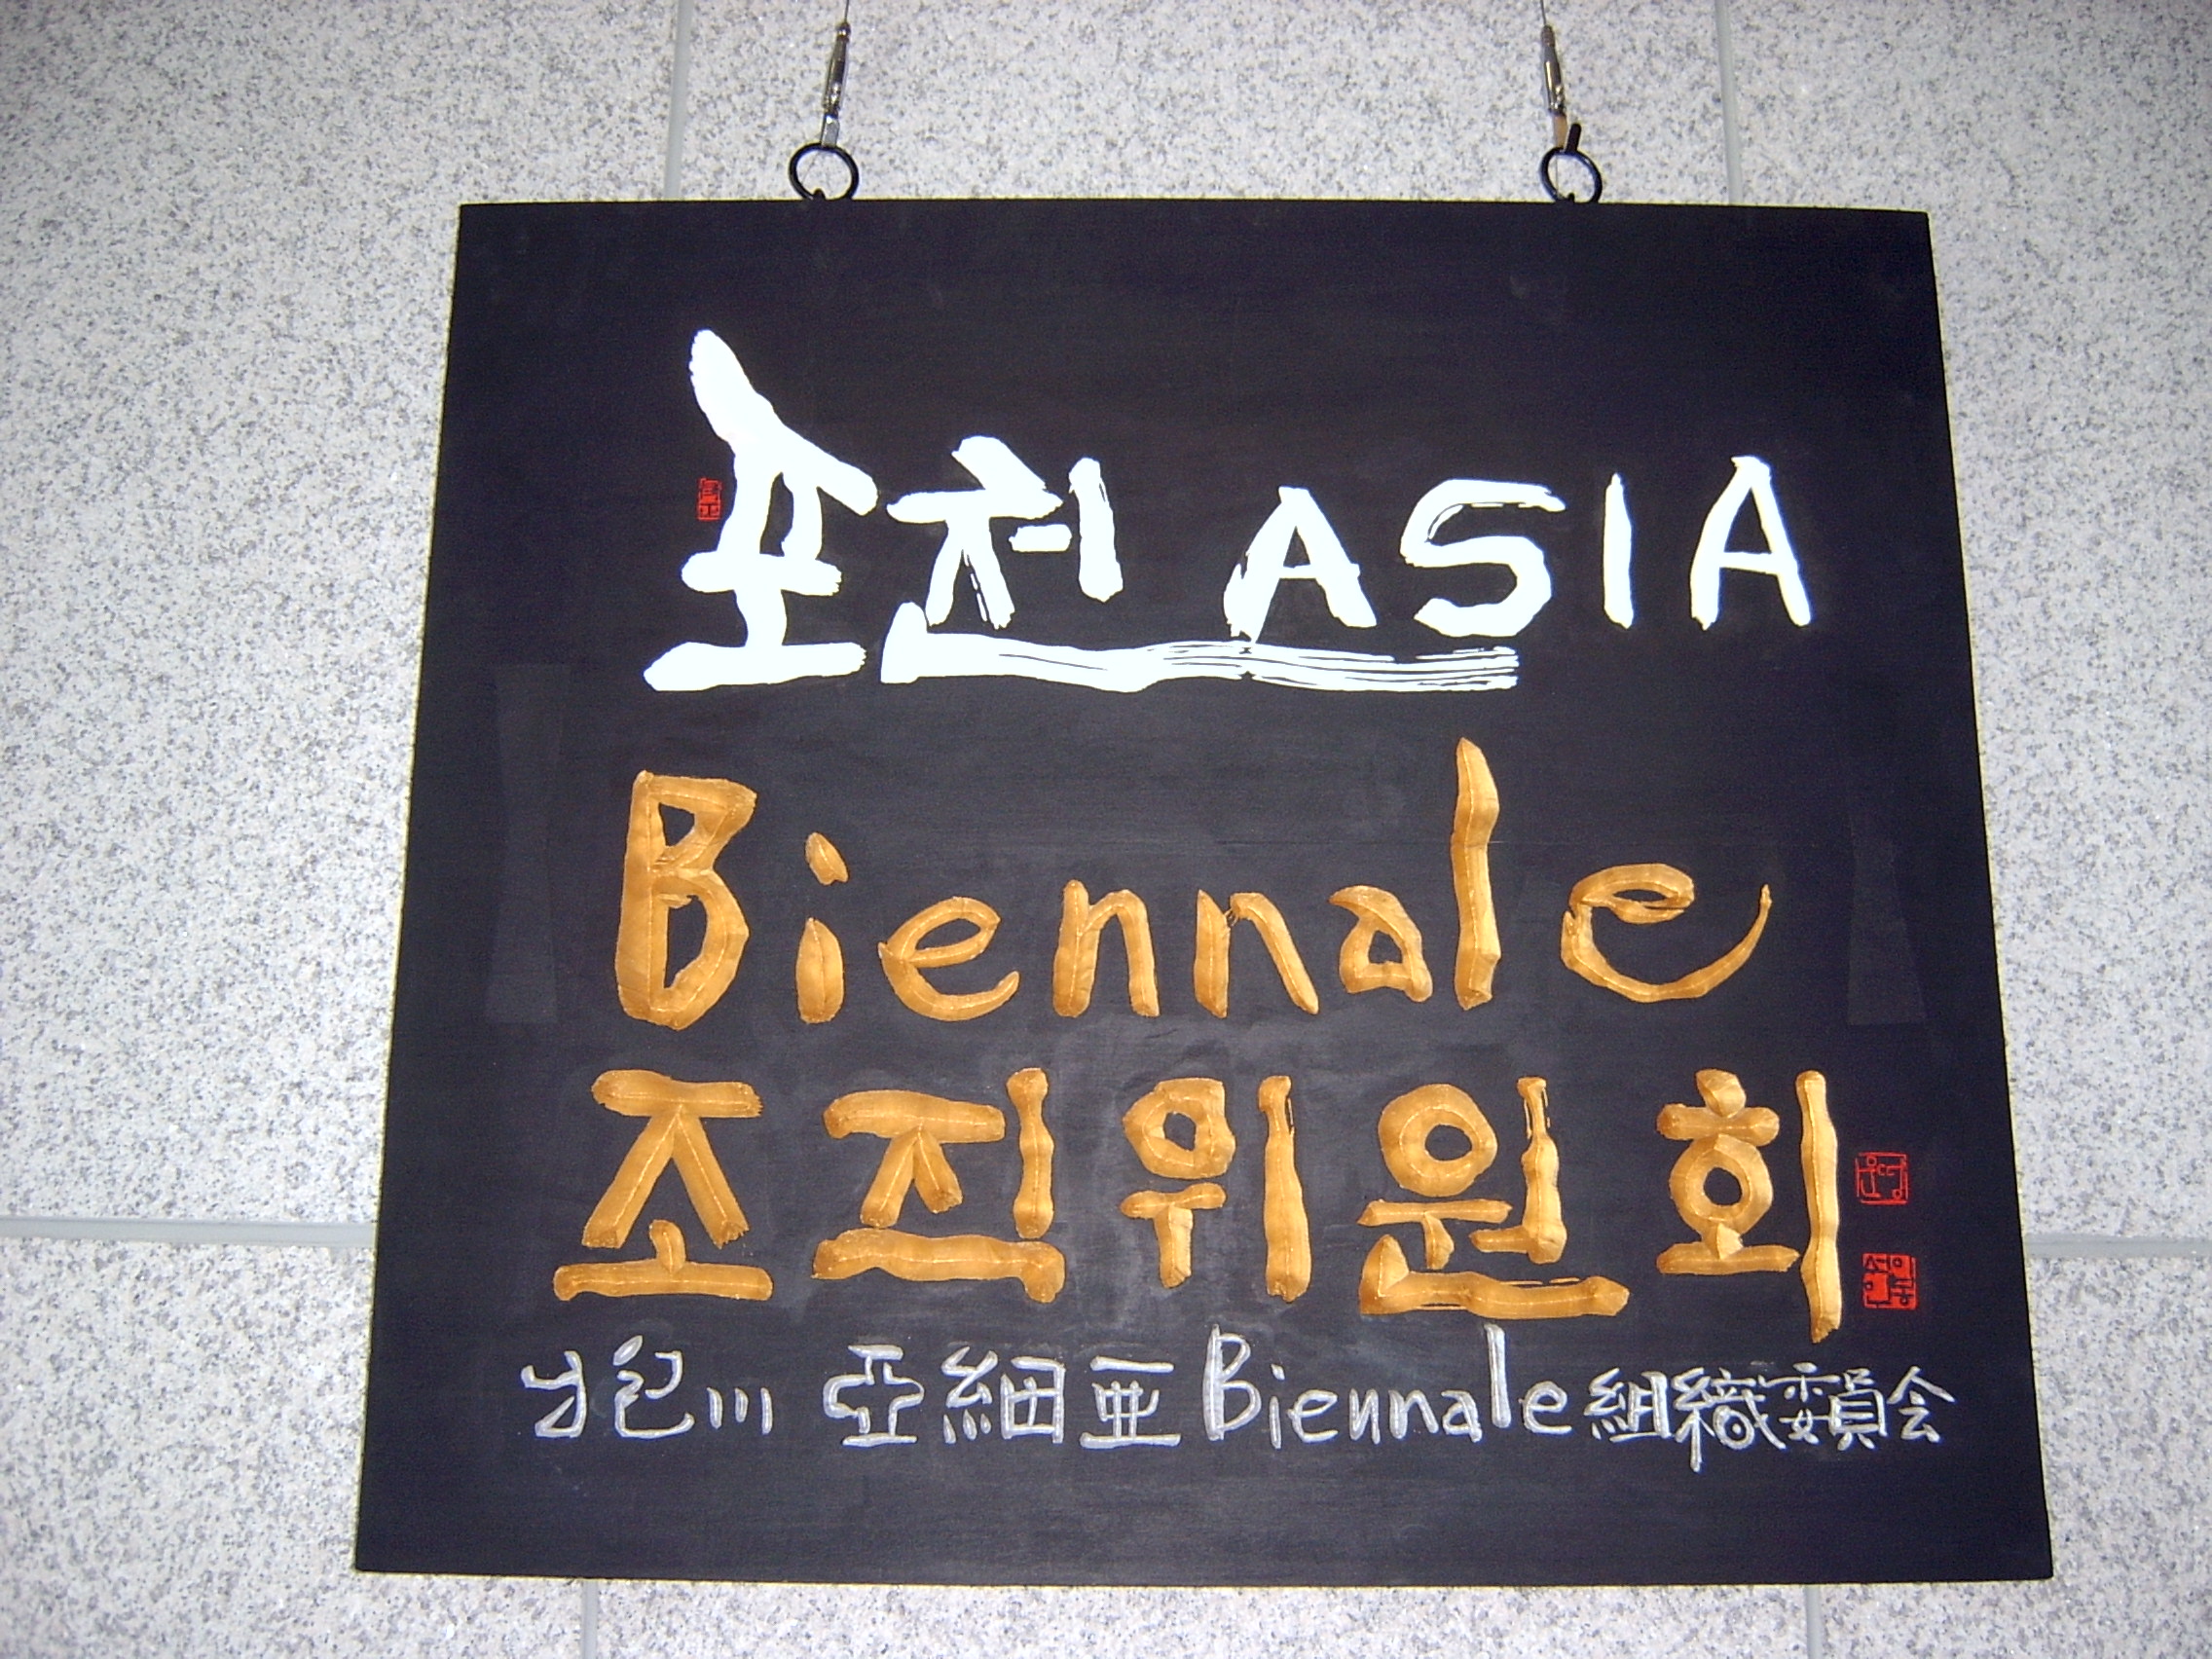 포천 ASIA
Biennale
조직위원회
抱川 亞細亜 Biennale 組織委員会